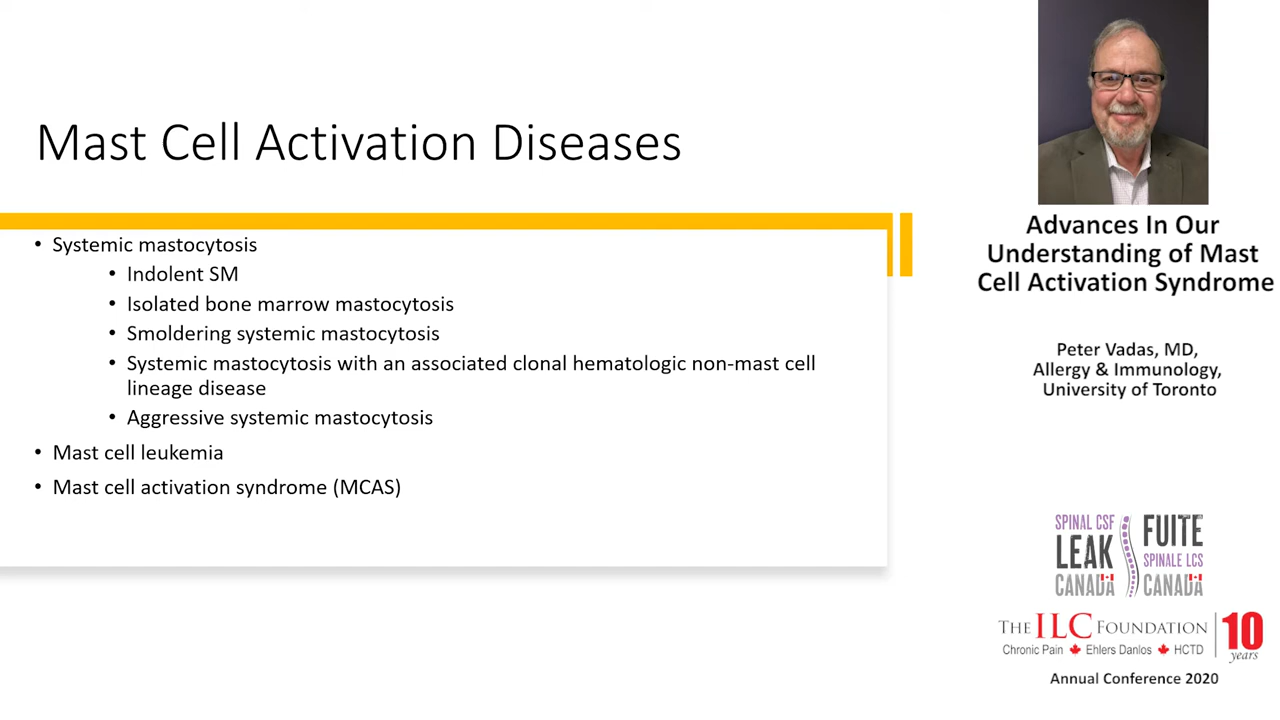 Mast Cell Activation Diseases
• Systemic mastocytosis
• Indolent SM
• Isolated bone marrow mastocytosis
• Smoldering systemic mastocytosis
• Systemic mastocytosis with an associated clonal hematologic non-mast cell
lineage disease
• Aggressive systemic mastocytosis
• Mast cell leukemia
• Mast cell activation syndrome (MCAS)
Advances In Our
Understanding of Mast
Cell Activation Syndrome
Peter Vadas, MD,
Allergy & Immunology,
University of Toronto
SPINAL CSF
LEAK
CANADA
FUITE
SPINALE LCS
CANADA
THE ILC FOUNDATION
Chronic Pain Ehlers Danlos HCTD
10
years
Annual Conference 2020